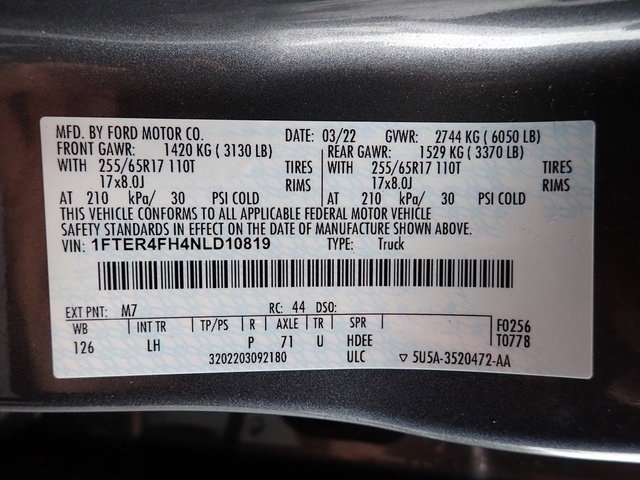 MFD. BY FORD MOTOR CO. DATE: 03/22 GVWR: 2744 KG ( 6050 LB)
FRONT GAWR: 1420 KG ( 3130 LB) REAR GAWR: 1529 KG ( 3370 LB)
WITH 255/65R17 110T TIRES WITH 255/65R17 110T TIRES
17x8.0J RIMS 17x8.0J RIMS
AT 210 kPa/ 30 PSI COLD AT 210 kPa/ 30 PSI COLD
THIS VEHICLE CONFORMS TO ALL APPLICABLE FEDERAL MOTOR VEHICLE
SAFETY STANDARDS IN EFFECT ON THE DATE OF MANUFACTURE SHOWN ABOVE.
VIN: 1FTER4FH4NLD10819 TYPE: Truck
EXT PNT: M7 RC: 44 DSO:
WB INT TR TP/PS R AXLE TR SPR F0256
126 LH P 71 U HDEE T0778
3202203092180 ULC ▽ 5U5A-3520472-AA